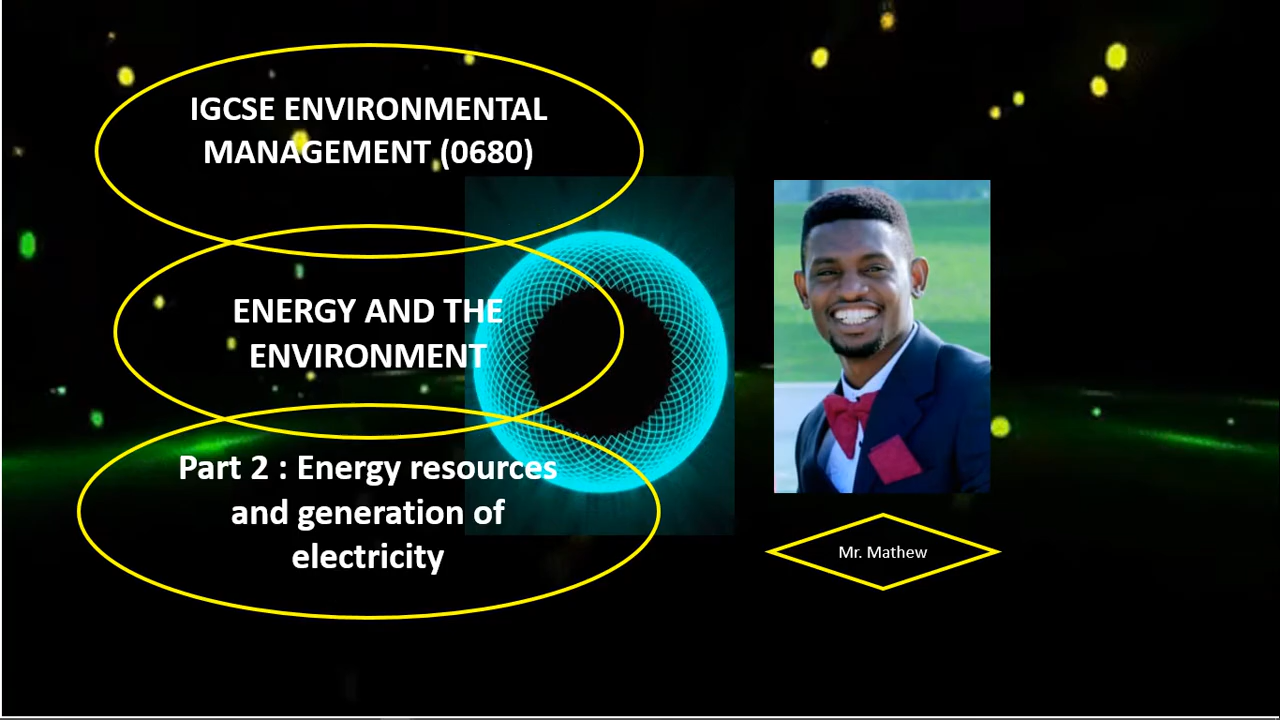 IGCSE ENVIRONMENTAL
MANAGEMENT (0680)
ENERGY AND THE
ENVIRONMENT
Part 2 : Energy resources
and generation of
electricity
Mr. Mathew